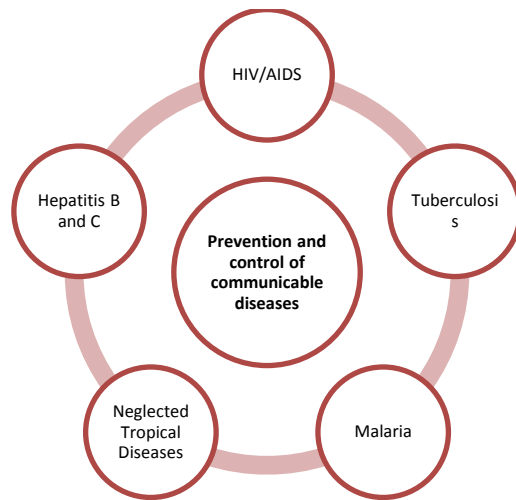 HIV/AIDS
Tuberculosi
s
Malaria
Neglected
Tropical
Diseases
Hepatitis B
and C
Prevention and
control of
communicable
diseases